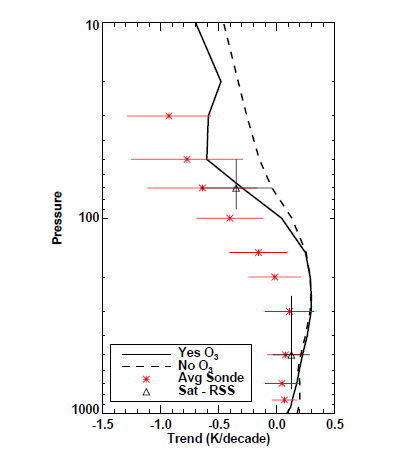 10
100
1000
Pressure
Yes O3
No O3
Avg Sonde
Sat - RSS
-1.5 -1.0 -0.5 0.0 0.5
Trend (K/decade)